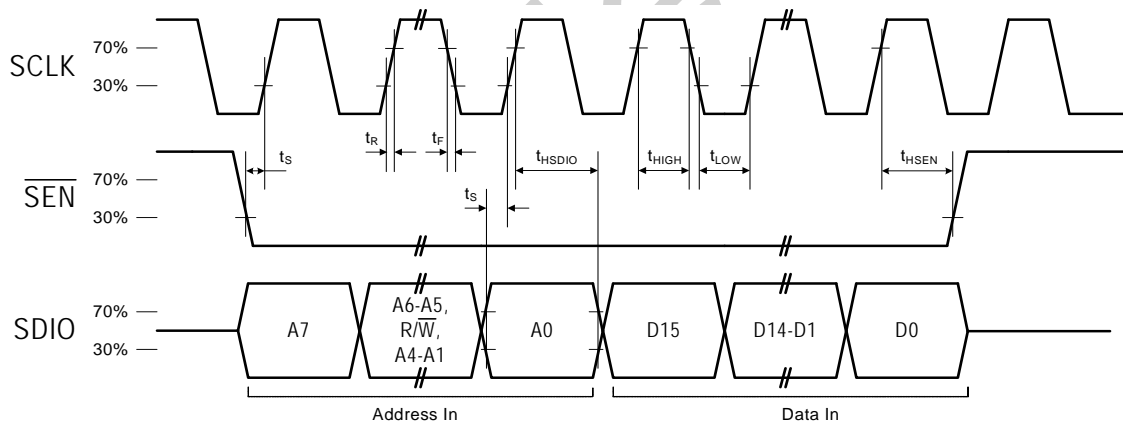 SCLK
70%
30%
tS
tR
tF
tHSDIO
tHIGH
tLOW
tHSEN
SEN
70%
30%
tS
SDIO
70%
30%
A7
A6-A5,
R/W,
A4-A1
A0
D15
D14-D1
D0
Address In
Data In